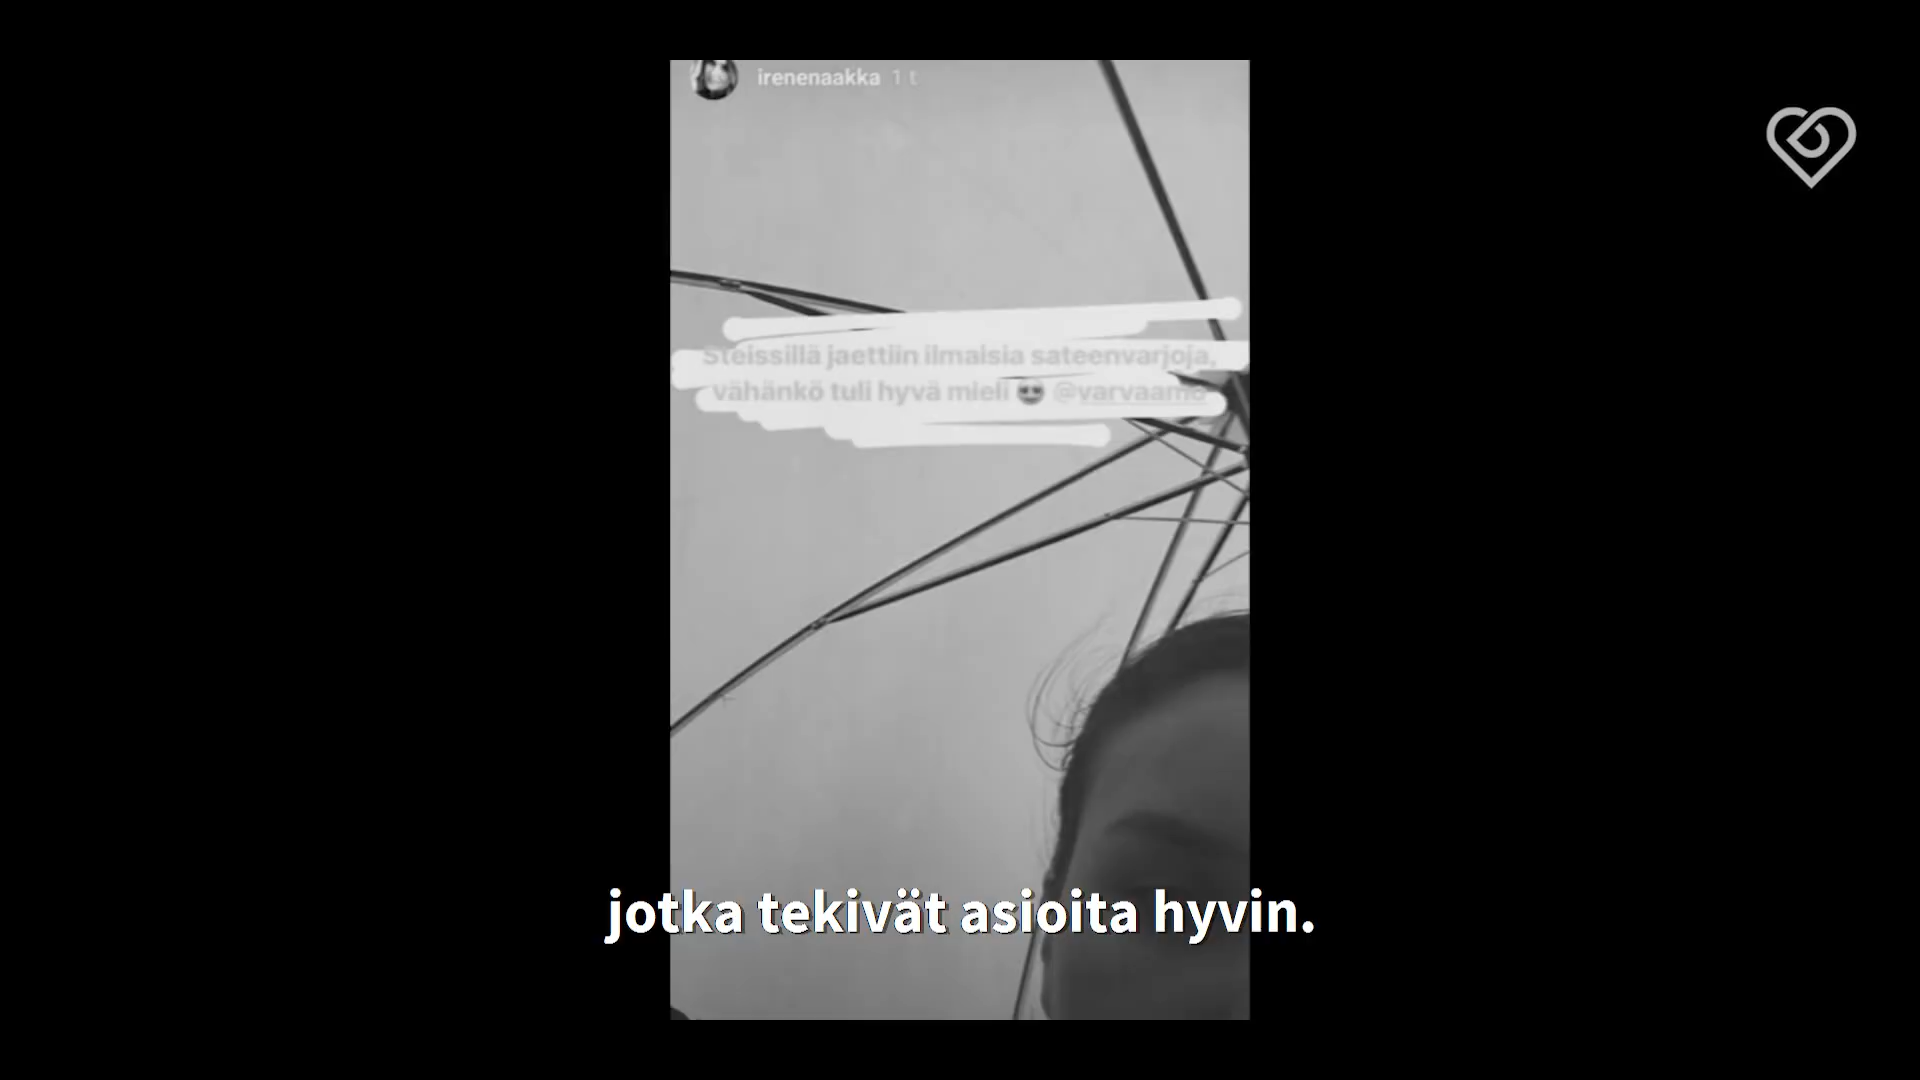 irenenaakka 1 t
Steissillä jaettiin ilmaisia sateenvarjoja,
vähänkö tuli hyvä mieli 😍 @varvaamo
jotka tekivät asioita hyvin.